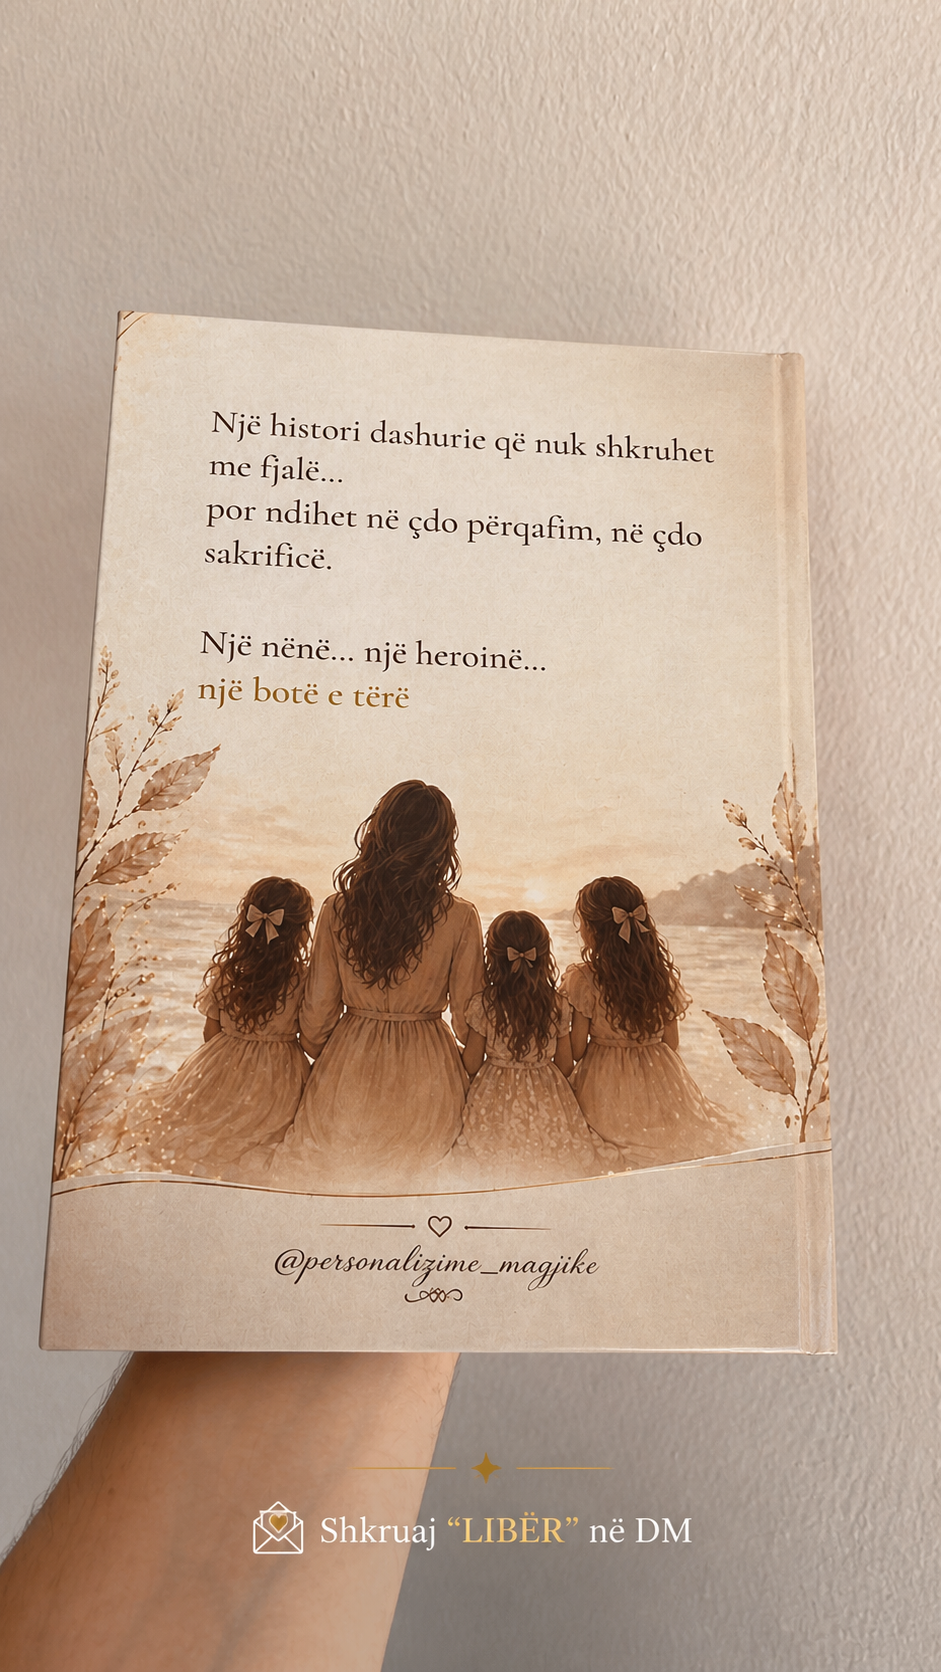 Një histori dashurie që nuk shkruhet
me fjalë...
por ndihet në çdo përqafim, në çdo
sakrificë.
Një nënë... një heroinë...
një botë e tërë
@personalizime_magjike
Shkruaj “LIBËR” në DM